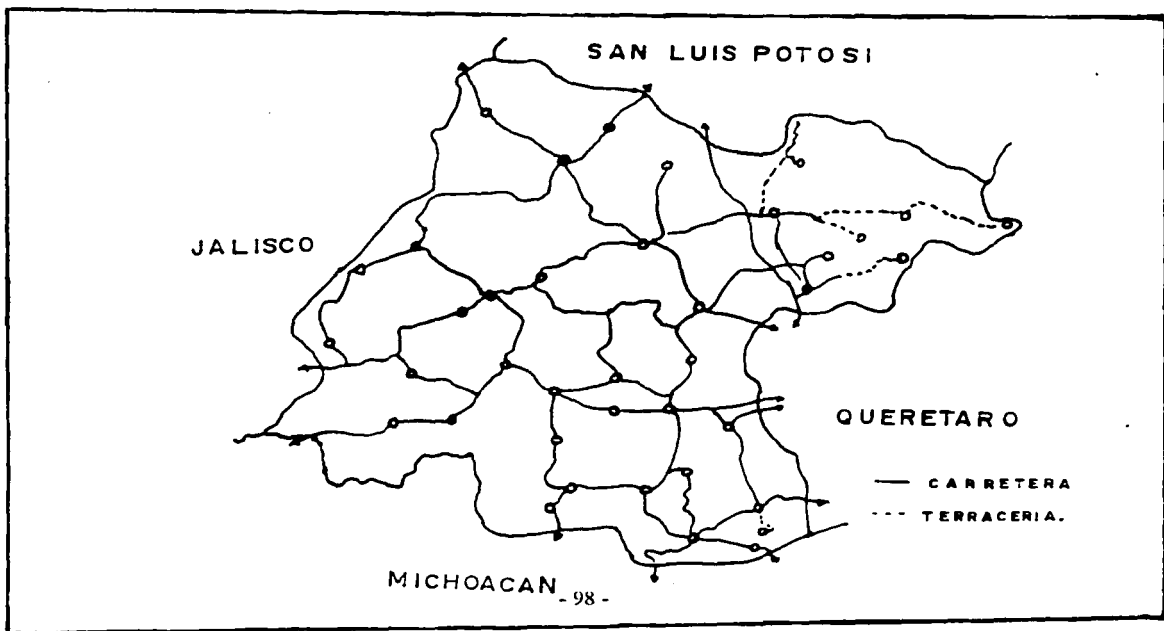 SAN LUIS POTOSI
JALISCO
QUERETARO
CARRETERA
TERRACERIA.
MICHOACAN
- 98 -